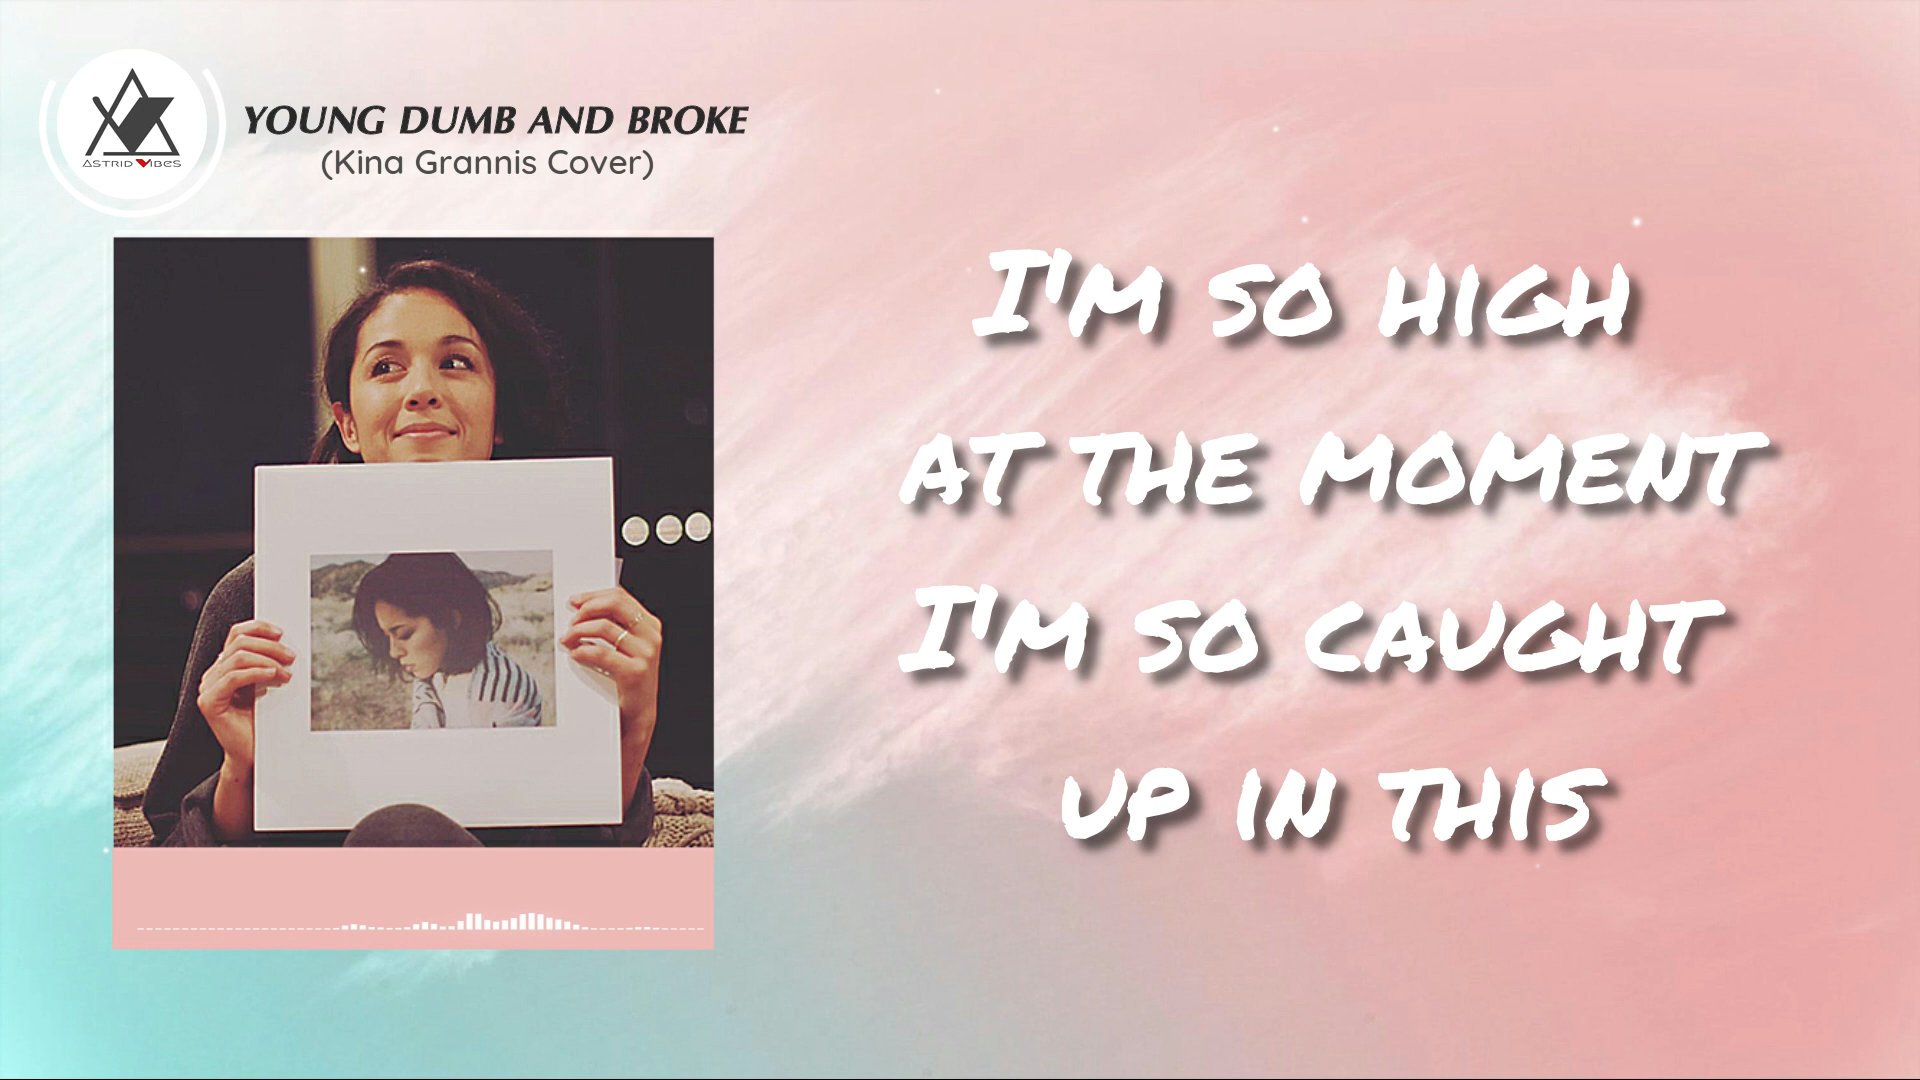 ASTRID VIBES
YOUNG DUMB AND BROKE
(Kina Grannis Cover)
I'm so high
at the moment
I'm so caught
up in this